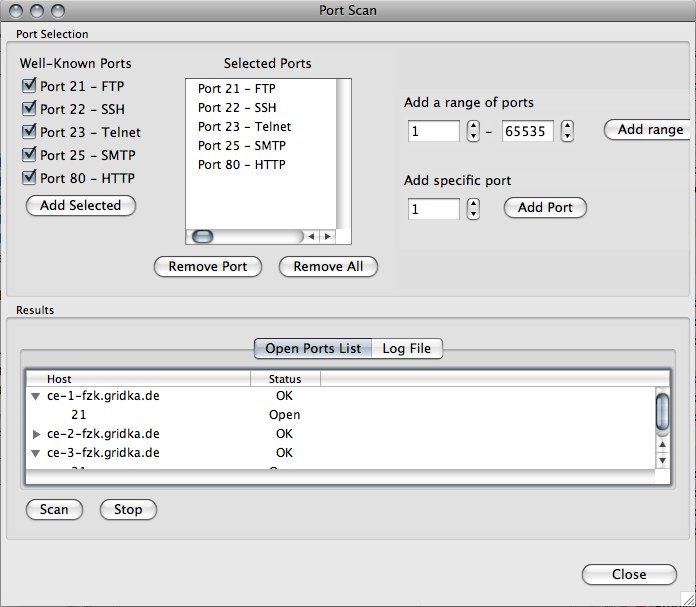 Port Scan
Port Selection
Well-Known Ports
Port 21 - FTP
Port 22 - SSH
Port 23 - Telnet
Port 25 - SMTP
Port 80 - HTTP
Add Selected
Selected Ports
Port 21 - FTP
Port 22 - SSH
Port 23 - Telnet
Port 25 - SMTP
Port 80 - HTTP
Remove Port Remove All
Add a range of ports
1 - 65535 Add range
Add specific port
1 Add Port
Results
Open Ports List Log File
Host Status
ce-1-fzk.gridka.de OK
21 Open
ce-2-fzk.gridka.de OK
ce-3-fzk.gridka.de OK
Scan Stop
Close